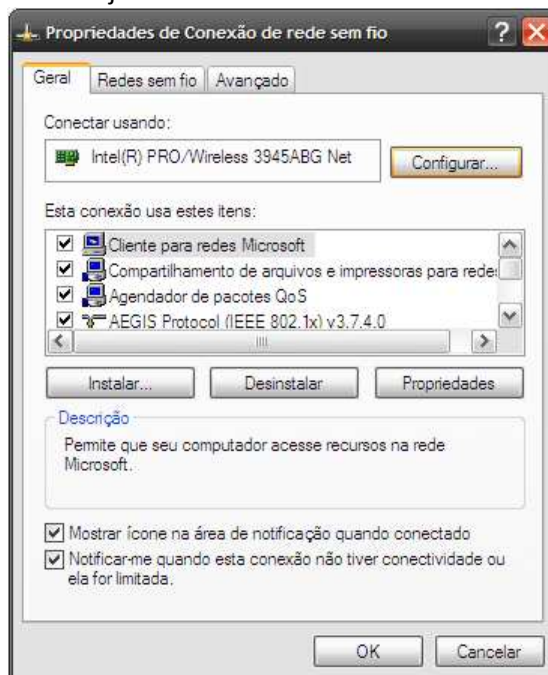 Propriedades de Conexão de rede sem fio
Geral Redes sem fio Avançado
Conectar usando:
Intel(R) PRO/Wireless 3945ABG Net Configurar...
Esta conexão usa estes itens:
Cliente para redes Microsoft
Compartilhamento de arquivos e impressoras para redes
Agendador de pacotes QoS
AEGIS Protocol (IEEE 802.1x) v3.7.4.0
Instalar... Desinstalar Propriedades
Descrição
Permite que seu computador acesse recursos na rede
Microsoft.
Mostrar ícone na área de notificação quando conectado
Notificar-me quando esta conexão não tiver conectividade ou
ela for limitada.
OK Cancelar